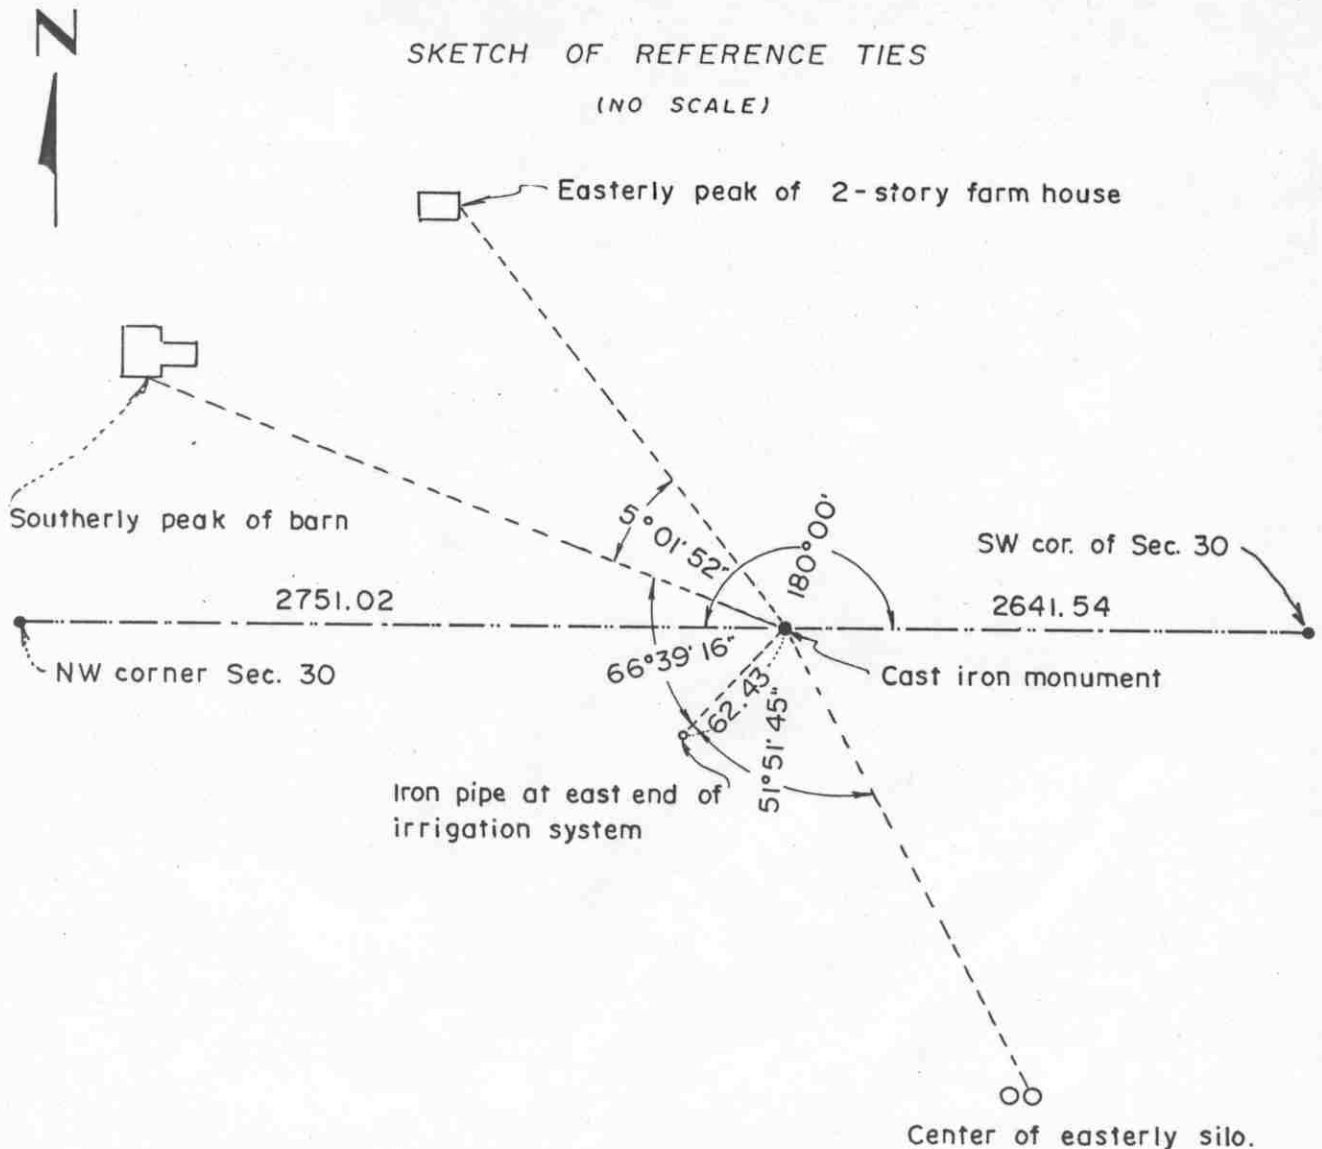 N
SKETCH OF REFERENCE TIES
(NO SCALE)
Easterly peak of 2-story farm house
Southerly peak of barn
5°01'52"
180°00'
SW cor. of Sec. 30
2751.02
2641.54
NW corner Sec. 30
66°39'16"
62.43
51°51'45"
Cast iron monument
Iron pipe at east end of
irrigation system
Center of easterly silo.